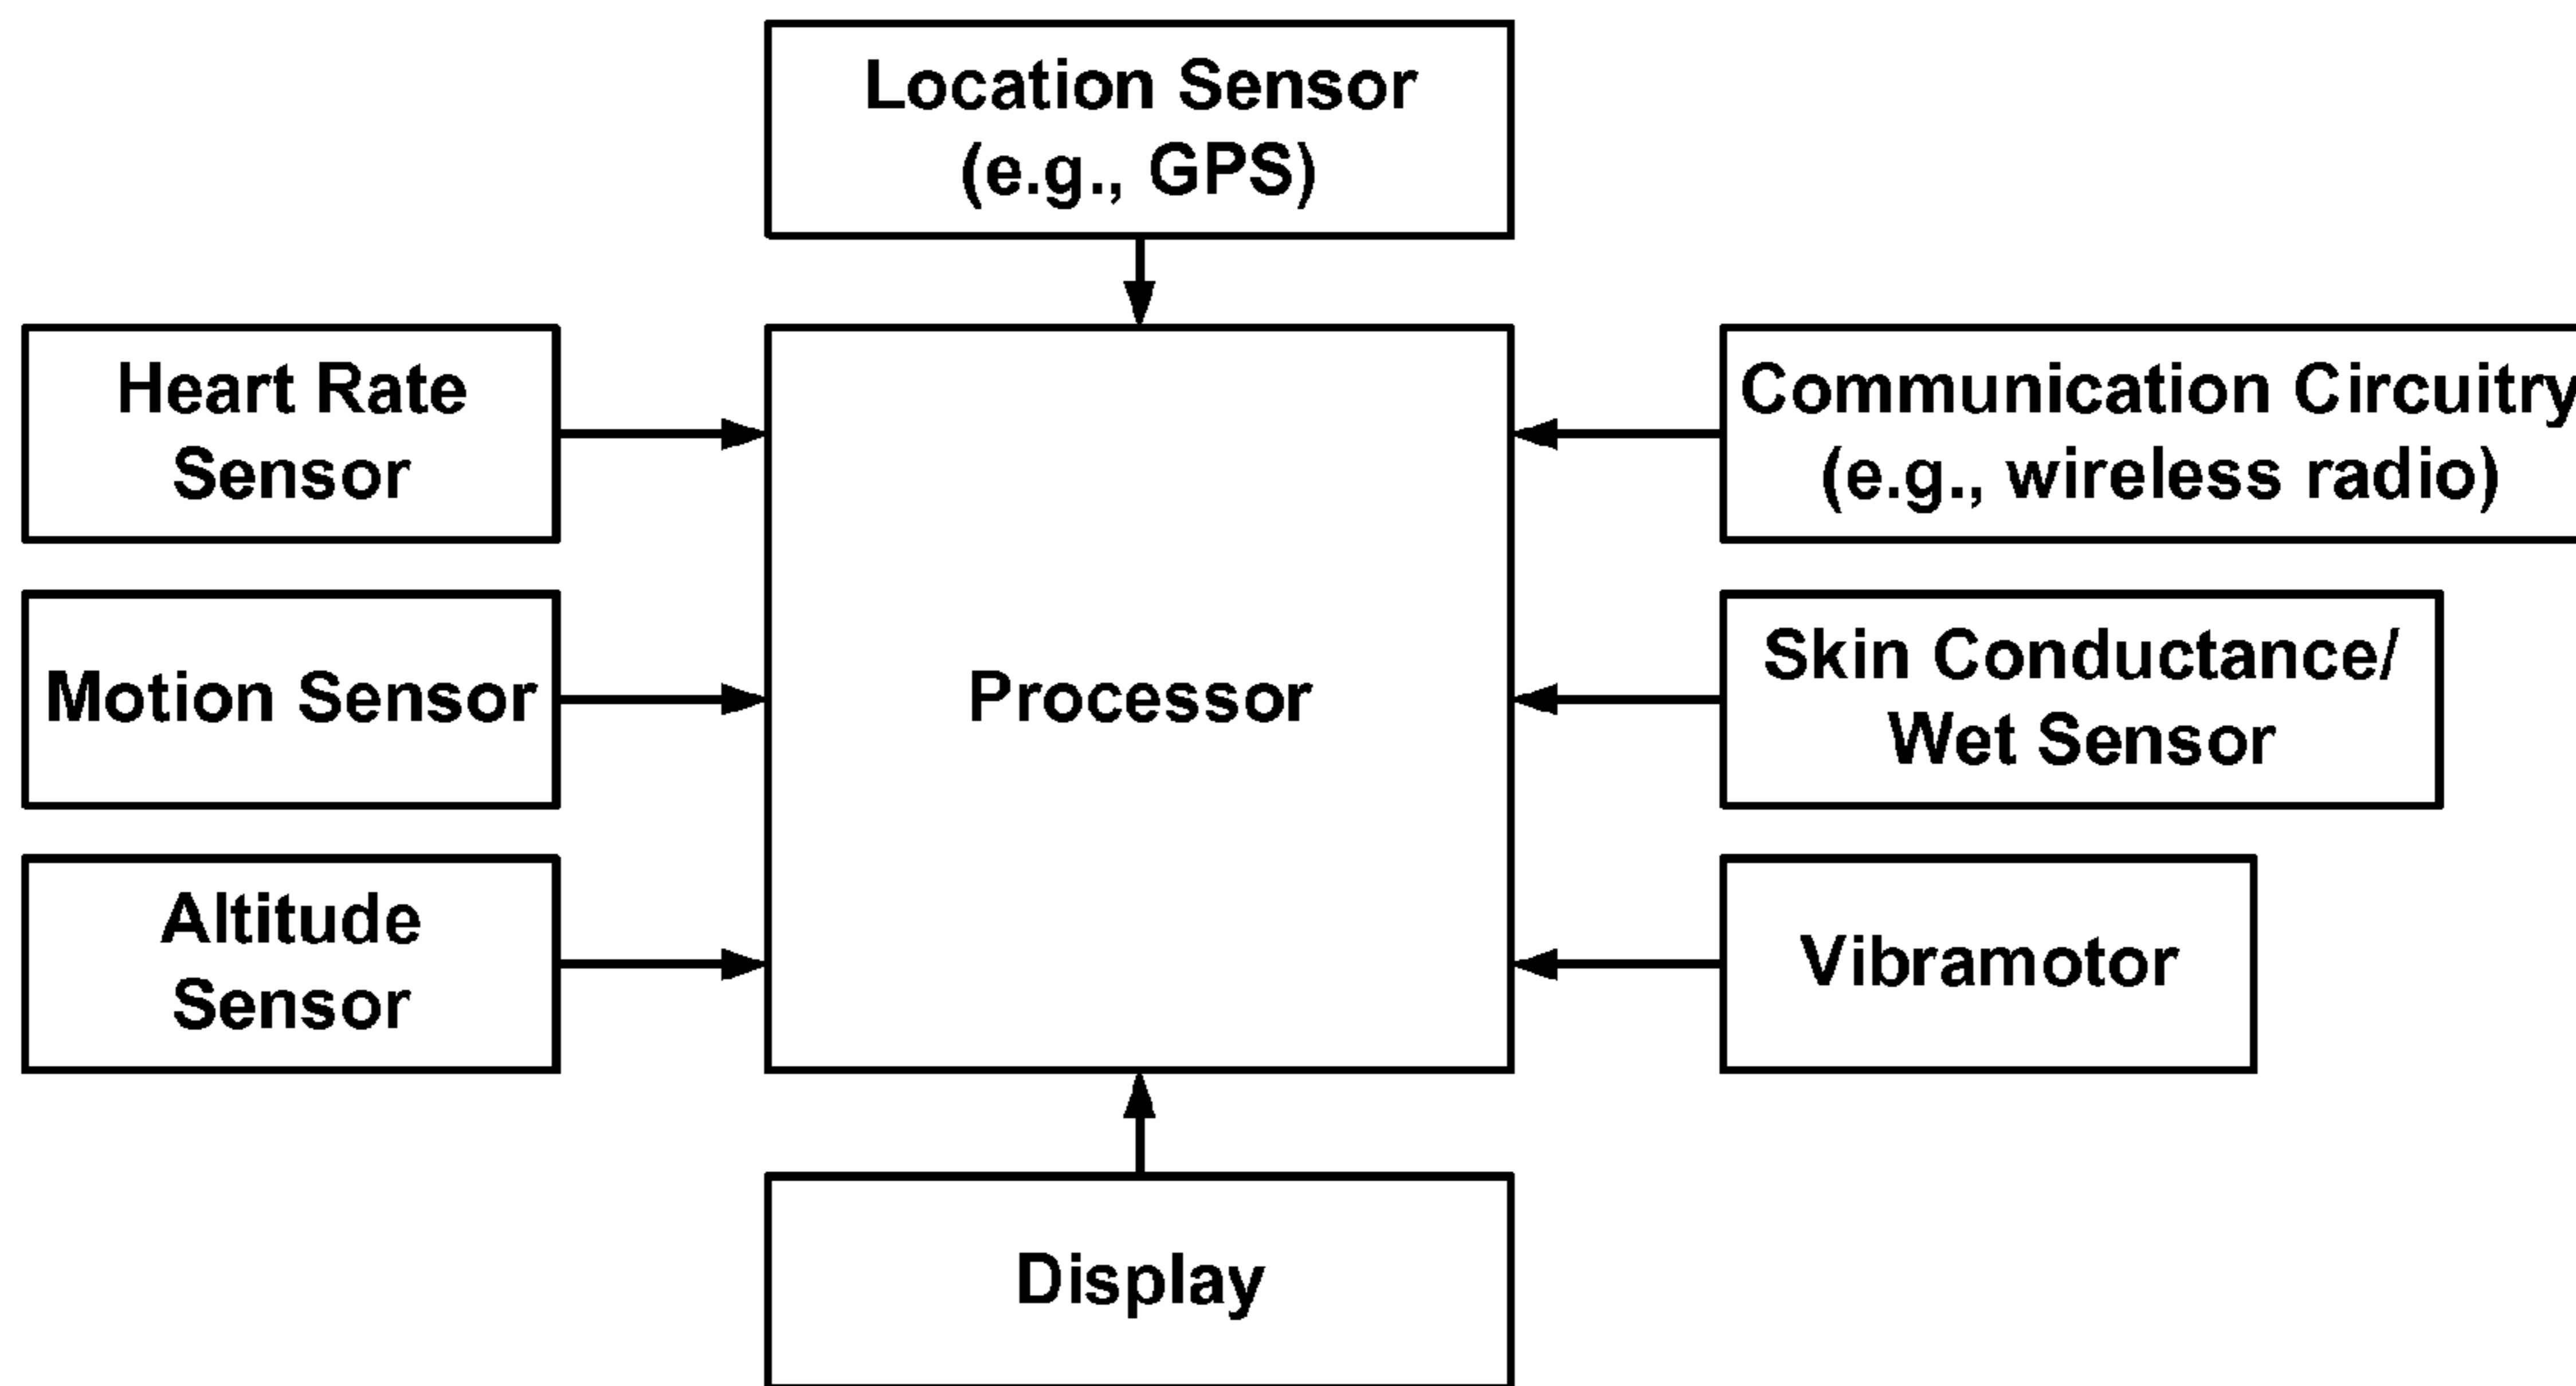 Location Sensor
(e.g., GPS)
Heart Rate
Sensor
Communication Circuitry
(e.g., wireless radio)
Motion Sensor
Processor
Skin Conductance/
Wet Sensor
Altitude
Sensor
Vibramotor
Display